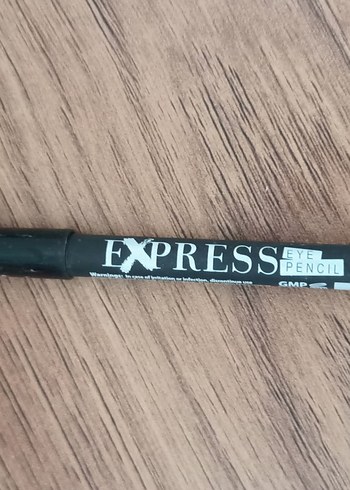 EXPRESS
EYE
PENCIL
Warnings: In case of irritation or infection, discontinue use
GMP